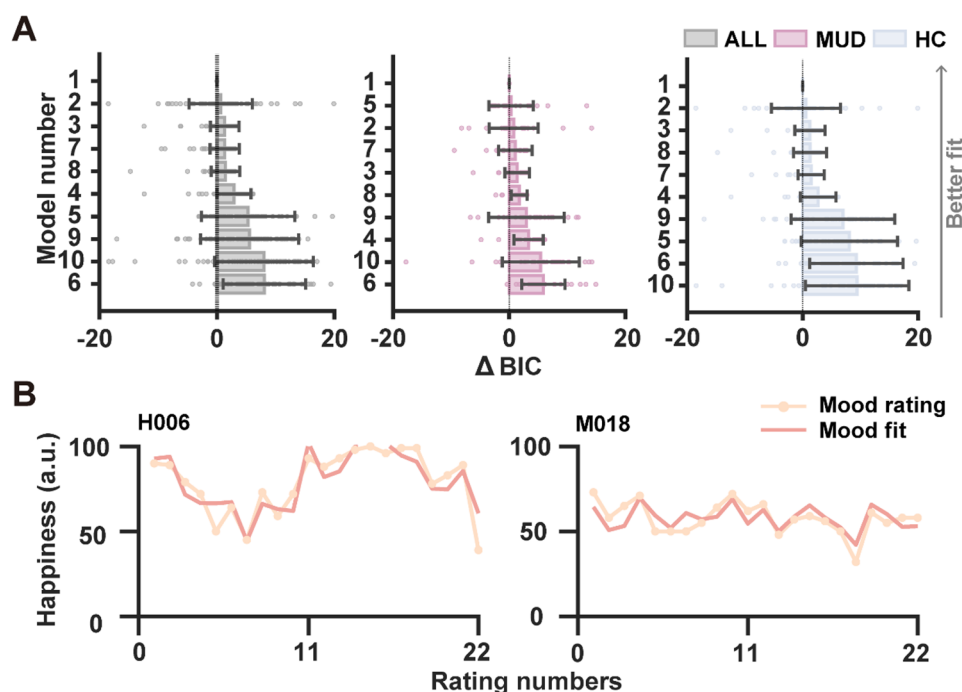 A
ALL MUD HC
Model number
1
2
3
7
8
4
5
9
10
6
-20 0 20
1
5
2
7
3
8
9
4
10
6
-20 0 20
1
2
3
8
7
4
9
5
6
10
-20 0 20
Better fit
Δ BIC
B
H006
M018
Mood rating
Mood fit
Happiness (a.u.)
100
50
0
0 11 22
100
50
0
0 11 22
Rating numbers